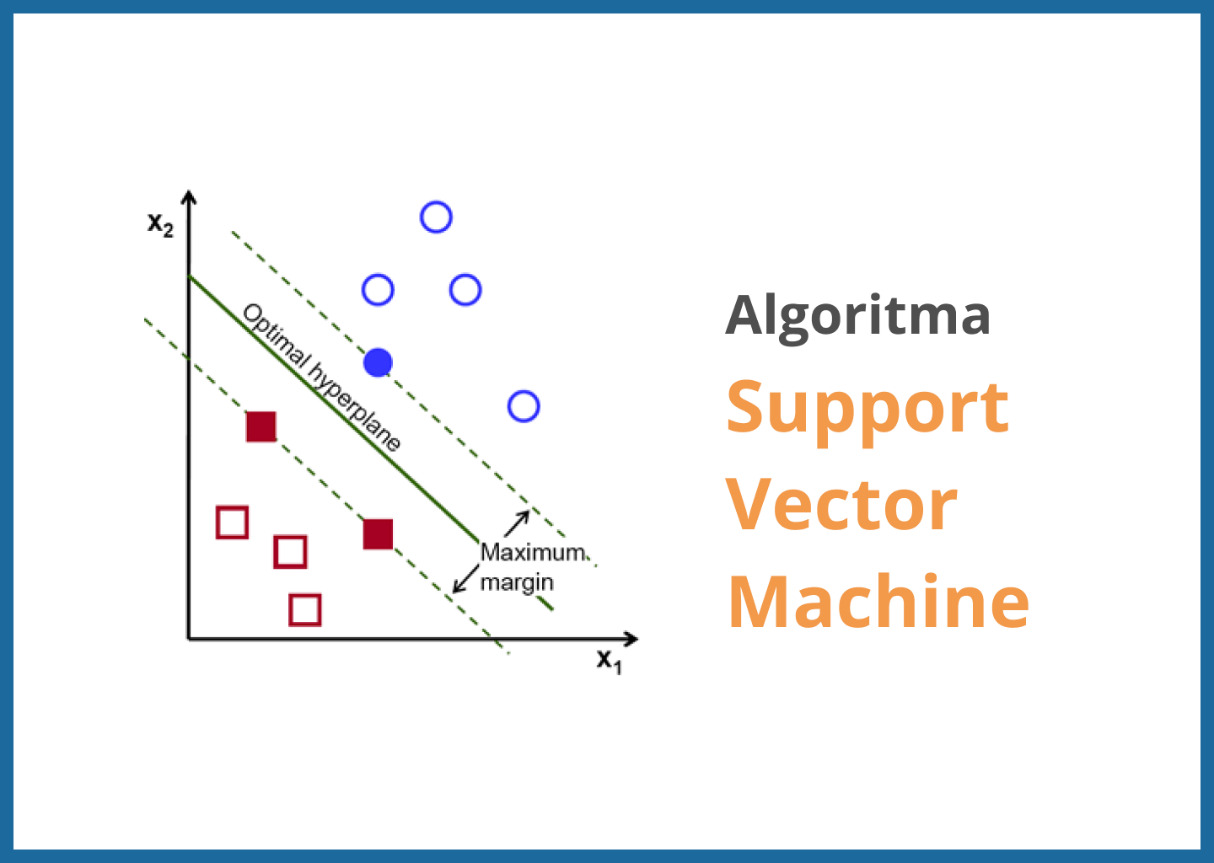 x₂
Optimal hyperplane
Maximum
margin
x₁
Algoritma
Support
Vector
Machine